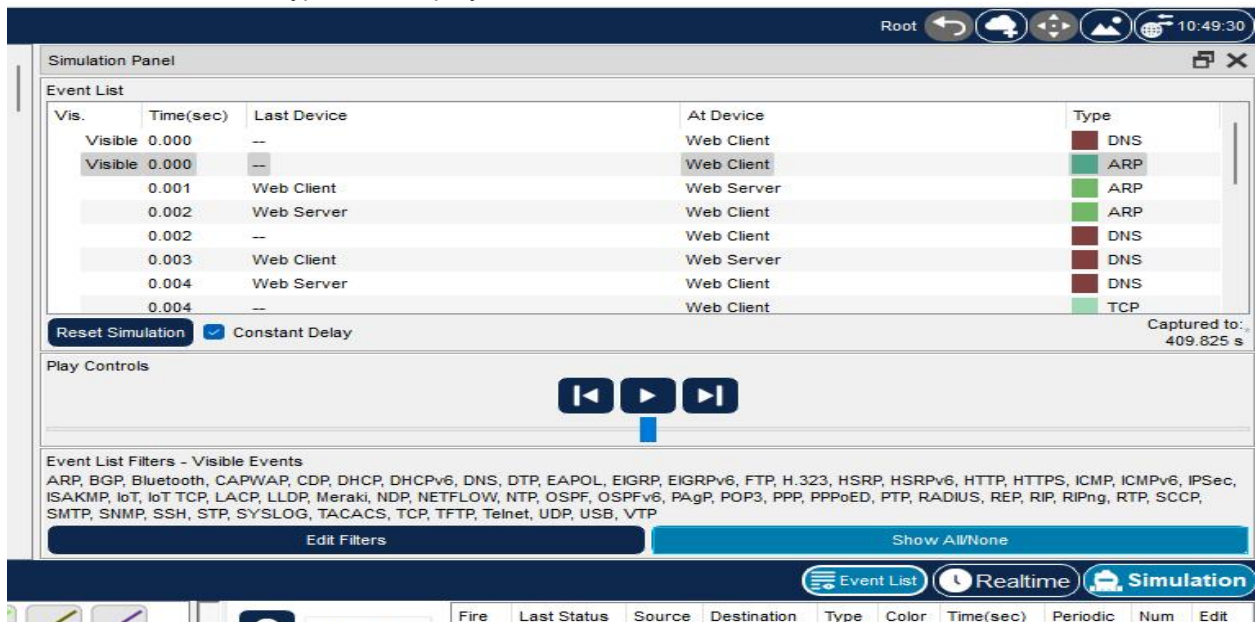 Root 10:49:30
Simulation Panel
Event List
Vis. Time(sec) Last Device At Device Type
Visible 0.000 -- Web Client DNS
Visible 0.000 -- Web Client ARP
0.001 Web Client Web Server ARP
0.002 Web Server Web Client ARP
0.002 -- Web Client DNS
0.003 Web Client Web Server DNS
0.004 Web Server Web Client DNS
0.004 -- Web Client TCP
Reset Simulation Constant Delay Captured to:
409.825 s
Play Controls
Event List Filters - Visible Events
ARP, BGP, Bluetooth, CAPWAP, CDP, DHCP, DHCPv6, DNS, DTP, EAPOL, EIGRP, EIGRPv6, FTP, H.323, HSRP, HSRPv6, HTTP, HTTPS, ICMP, ICMPv6, IPSec,
ISAKMP, IoT, IoT TCP, LACP, LLDP, Meraki, NDP, NETFLOW, NTP, OSPF, OSPFv6, PAgP, POP3, PPP, PPPoED, PTP, RADIUS, REP, RIP, RIPng, RTP, SCCP,
SMTP, SNMP, SSH, STP, SYSLOG, TACACS, TCP, TFTP, Telnet, UDP, USB, VTP
Edit Filters Show All/None
Event List Realtime Simulation
Fire Last Status Source Destination Type Color Time(sec) Periodic Num Edit